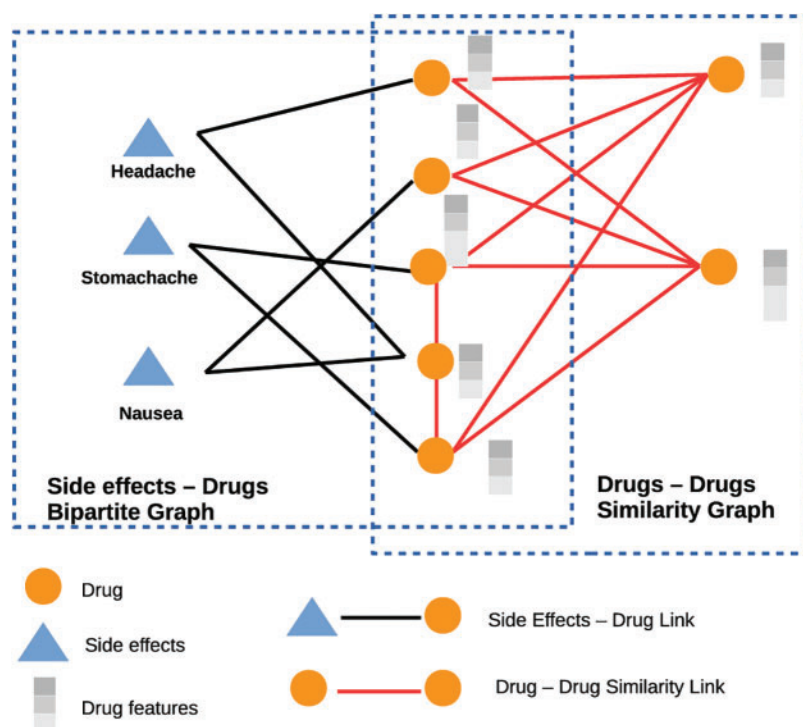 Headache
Stomachache
Nausea
Side effects – Drugs
Bipartite Graph
Drugs – Drugs
Similarity Graph
Drug
Side effects
Drug features
Side Effects – Drug Link
Drug – Drug Similarity Link